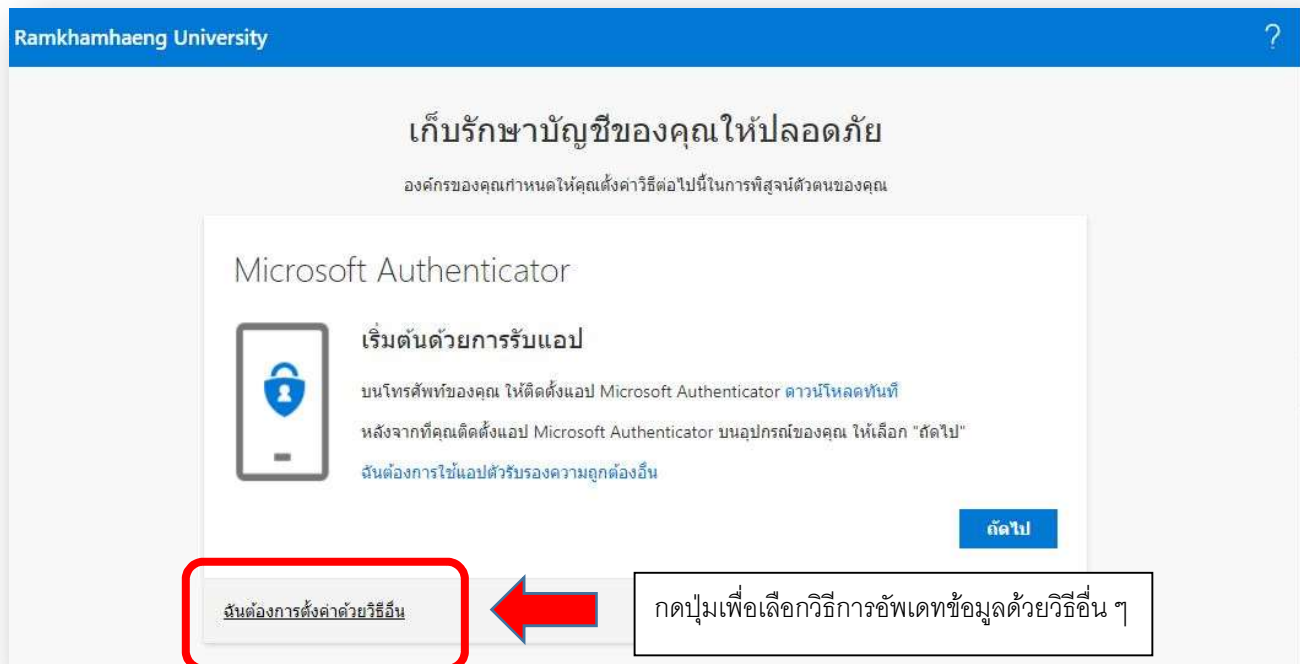 Ramkhamhaeng University
?
เก็บรักษาบัญชีของคุณให้ปลอดภัย
องค์กรของคุณกำหนดให้คุณตั้งค่าวิธีต่อไปนี้ในการพิสูจน์ตัวตนของคุณ
Microsoft Authenticator
เริ่มต้นด้วยการรับแอป
บนโทรศัพท์ของคุณ ให้ติดตั้งแอป Microsoft Authenticator ดาวน์โหลดทันที
หลังจากที่คุณติดตั้งแอป Microsoft Authenticator บนอุปกรณ์ของคุณ ให้เลือก "ถัดไป"
ฉันต้องการใช้แอปตัวรับรองความถูกต้องอื่น
ถัดไป
ฉันต้องการตั้งค่าด้วยวิธีอื่น
กดปุ่มเพื่อเลือกวิธีการอัพเดทข้อมูลด้วยวิธีอื่น ๆ